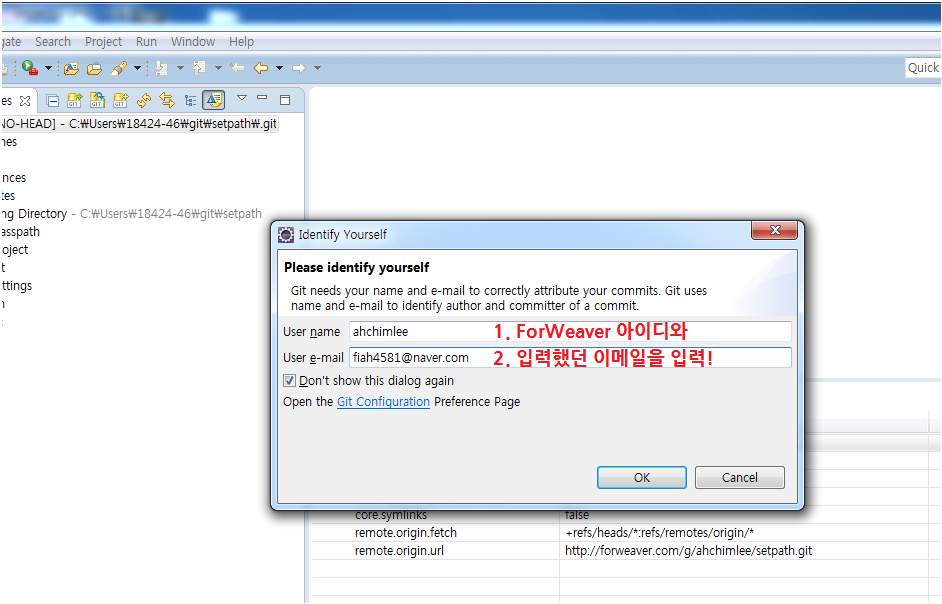 gate Search Project Run Window Help
Quick
es
NO-HEAD] - C:₩Users₩18424-46₩git₩setpath₩.git
nes
nces
tes
ng Directory - C:₩Users₩18424-46₩git₩setpath
asspath
oject
t
ttings
n
Identify Yourself
Please identify yourself
Git needs your name and e-mail to correctly attribute your commits. Git uses
name and e-mail to identify author and committer of a commit.
User name ahchimlee 1. ForWeaver 아이디와
User e-mail fiah4581@naver.com 2. 입력했던 이메일을 입력!
Don't show this dialog again
Open the Git Configuration Preference Page
OK Cancel
core.symlinks false
remote.origin.fetch +refs/heads/*:refs/remotes/origin/*
remote.origin.url http://forweaver.com/g/ahchimlee/setpath.git